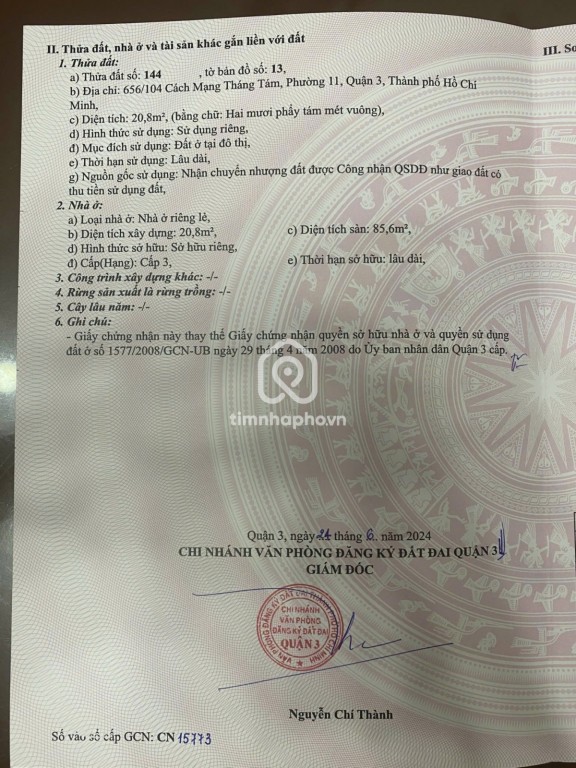 II. Thửa đất, nhà ở và tài sản khác gắn liền với đất
III. Sơ
1. Thửa đất:
a) Thửa đất số: 144 , tờ bản đồ số: 13,
b) Địa chỉ: 656/104 Cách Mạng Tháng Tám, Phường 11, Quận 3, Thành phố Hồ Chí
Minh,
c) Diện tích: 20,8m², (bằng chữ: Hai mươi phẩy tám mét vuông),
d) Hình thức sử dụng: Sử dụng riêng,
đ) Mục đích sử dụng: Đất ở tại đô thị,
e) Thời hạn sử dụng: Lâu dài,
g) Nguồn gốc sử dụng: Nhận chuyển nhượng đất được Công nhận QSDĐ như giao đất có
thu tiền sử dụng đất,
2. Nhà ở:
a) Loại nhà ở: Nhà ở riêng lẻ,
b) Diện tích xây dựng: 20,8m², c) Diện tích sàn: 85,6m²,
d) Hình thức sở hữu: Sở hữu riêng,
đ) Cấp(Hạng): Cấp 3, e) Thời hạn sở hữu: lâu dài,
3. Công trình xây dựng khác: -/-
4. Rừng sản xuất là rừng trồng: -/-
5. Cây lâu năm: -/-
6. Ghi chú:
- Giấy chứng nhận này thay thế Giấy chứng nhận quyền sở hữu nhà ở và quyền sử dụng
đất ở số 1577/2008/GCN-UB ngày 29 tháng 4 năm 2008 do Ủy ban nhân dân Quận 3 cấp.
timnhapho.vn
Quận 3, ngày 24 tháng 6. năm 2024
CHI NHÁNH VĂN PHÒNG ĐĂNG KÝ ĐẤT ĐAI QUẬN 3
GIÁM ĐỐC
VĂN PHÒNG ĐĂNG KÝ ĐẤT ĐAI THÀNH PHỐ HỒ CHÍ MINH
CHI NHÁNH
VĂN PHÒNG
ĐĂNG KÝ ĐẤT ĐAI
QUẬN 3
Nguyễn Chí Thành
Số vào sổ cấp GCN: CN 15773